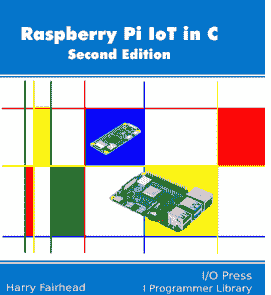 Raspberry Pi IoT in C
Second Edition
I/O Press
Harry Fairhead
I Programmer Library